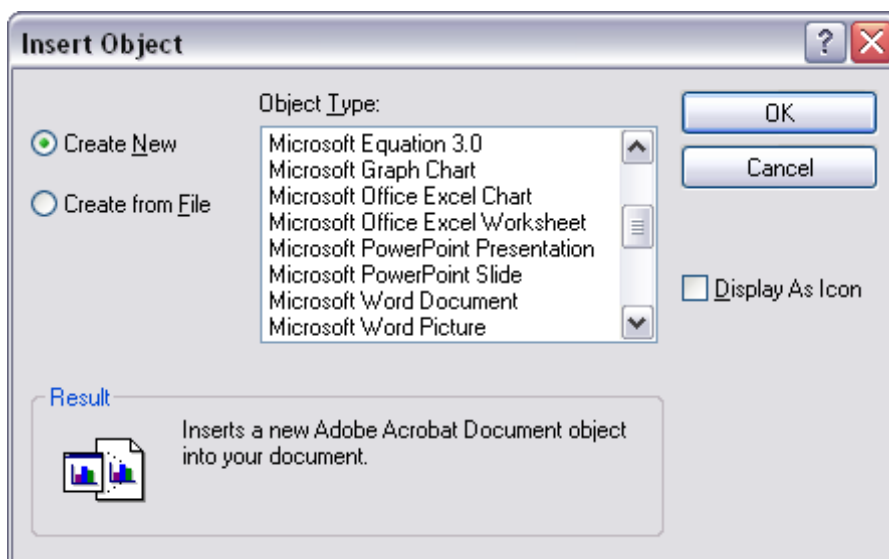 Insert Object
Object Type:
Create New
Create from File
Microsoft Equation 3.0
Microsoft Graph Chart
Microsoft Office Excel Chart
Microsoft Office Excel Worksheet
Microsoft PowerPoint Presentation
Microsoft PowerPoint Slide
Microsoft Word Document
Microsoft Word Picture
OK
Cancel
Display As Icon
Result
Inserts a new Adobe Acrobat Document object
into your document.